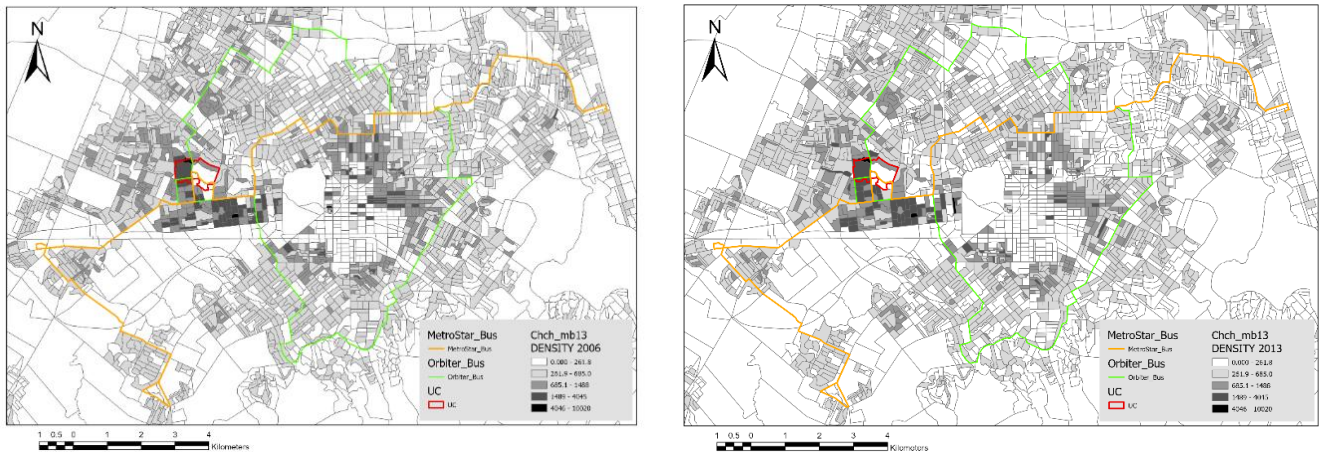 N
MetroStar_Bus
MetroStar_Bus
Orbiter_Bus
Orbiter_Bus
UC
UC
Chch_mb13
DENSITY 2006
0.000 - 261.8
261.9 - 685.0
685.1 - 1488
1489 - 4045
4046 - 10020
1 0.5 0 1 2 3 4
Kilometers
N
MetroStar_Bus
MetroStar_Bus
Orbiter_Bus
Orbiter_Bus
UC
UC
Chch_mb13
DENSITY 2013
0.000 - 261.8
261.9 - 685.0
685.1 - 1488
1489 - 4045
4046 - 10020
1 0.5 0 1 2 3 4
Kilometers